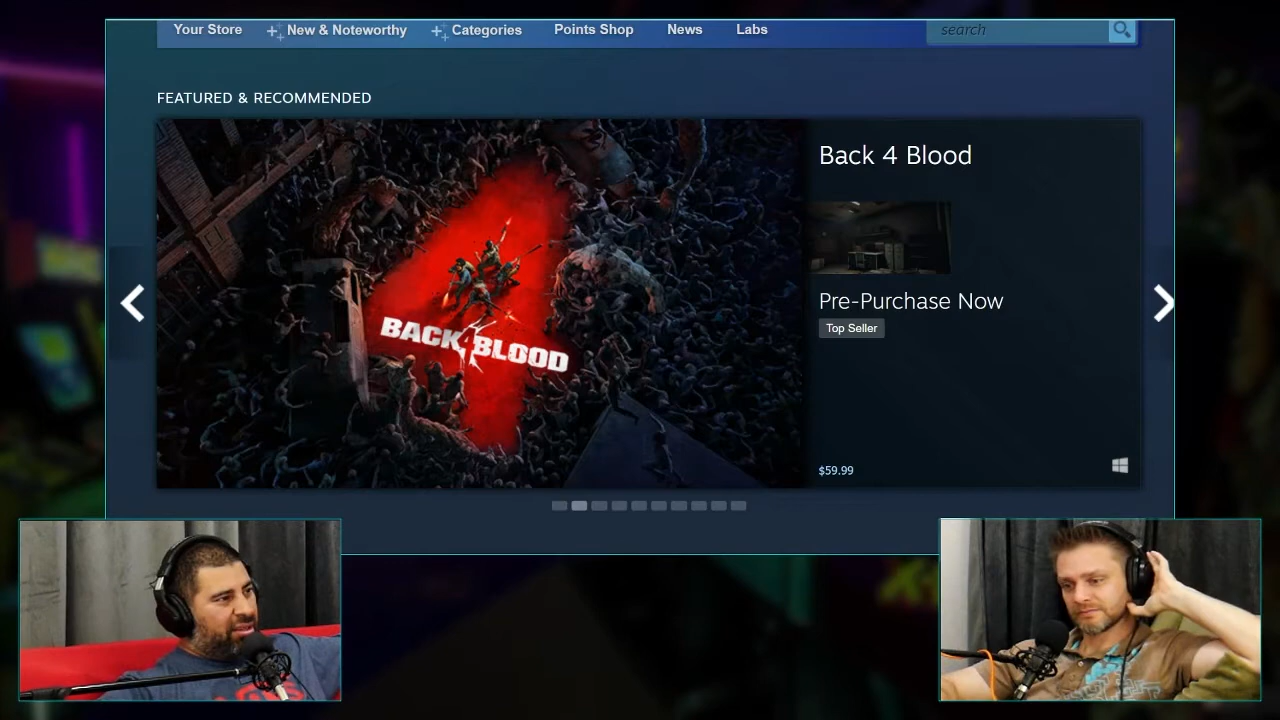 Your Store
New & Noteworthy
Categories
Points Shop
News
Labs
search
FEATURED & RECOMMENDED
Back 4 Blood
BACK 4 BLOOD
Pre-Purchase Now
Top Seller
$59.99